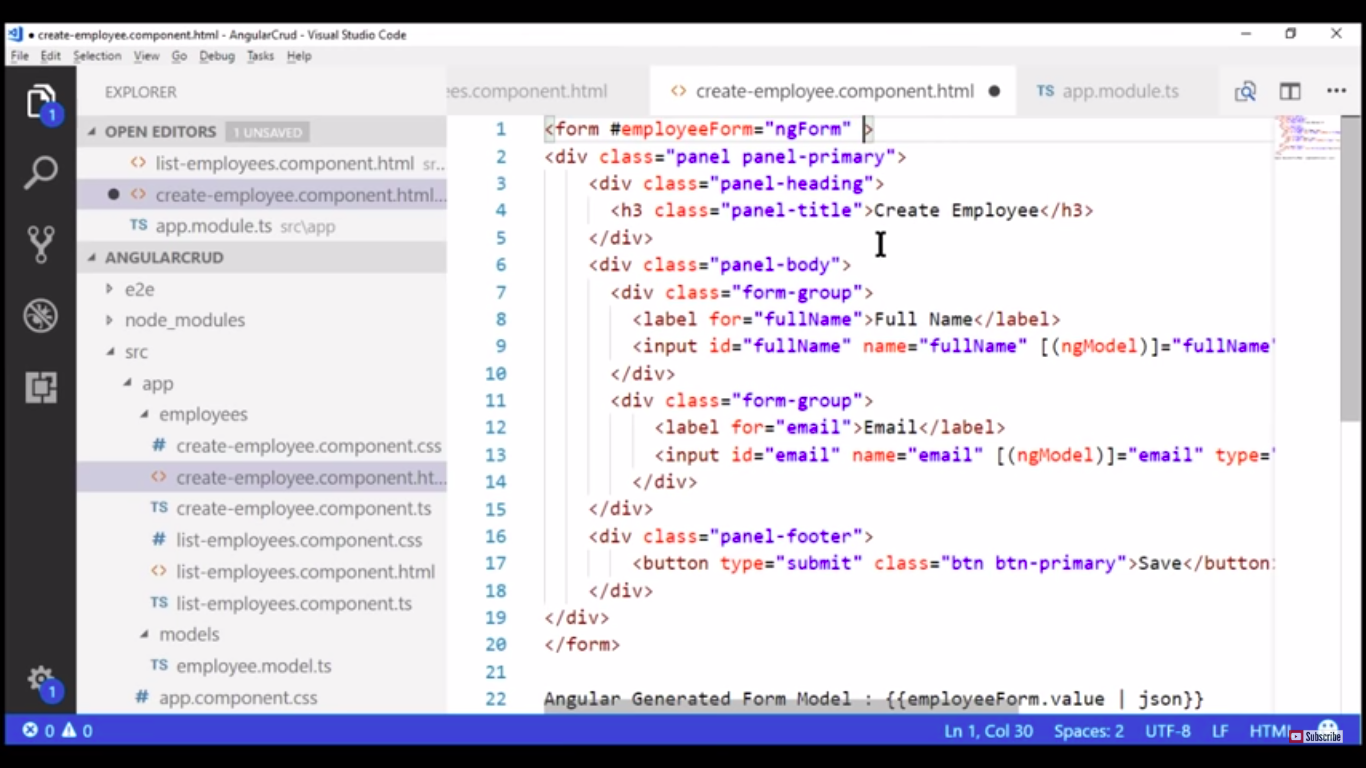 create-employee.component.html - AngularCrud - Visual Studio Code
File Edit Selection View Go Debug Tasks Help
EXPLORER
OPEN EDITORS 1 UNSAVED
list-employees.component.html sr...
create-employee.component.html...
TS app.module.ts src\app
ANGULARCRUD
e2e
node_modules
src
app
employees
# create-employee.component.css
<> create-employee.component.ht...
TS create-employee.component.ts
# list-employees.component.css
<> list-employees.component.html
TS list-employees.component.ts
models
TS employee.model.ts
# app.component.css
ees.component.html
<> create-employee.component.html
TS app.module.ts
1 <form #employeeForm="ngForm" >
2 <div class="panel panel-primary">
3 <div class="panel-heading">
4 <h3 class="panel-title">Create Employee</h3>
5 </div>
6 <div class="panel-body">
7 <div class="form-group">
8 <label for="fullName">Full Name</label>
9 <input id="fullName" name="fullName" [(ngModel)]="fullName"
10 </div>
11 <div class="form-group">
12 <label for="email">Email</label>
13 <input id="email" name="email" [(ngModel)]="email" type="
14 </div>
15 </div>
16 <div class="panel-footer">
17 <button type="submit" class="btn btn-primary">Save</button>
18 </div>
19 </div>
20 </form>
21
22 Angular Generated Form Model : {{employeeForm.value | json}}
1
1
0 0
Ln 1, Col 30 Spaces: 2 UTF-8 LF HTML
Subscribe